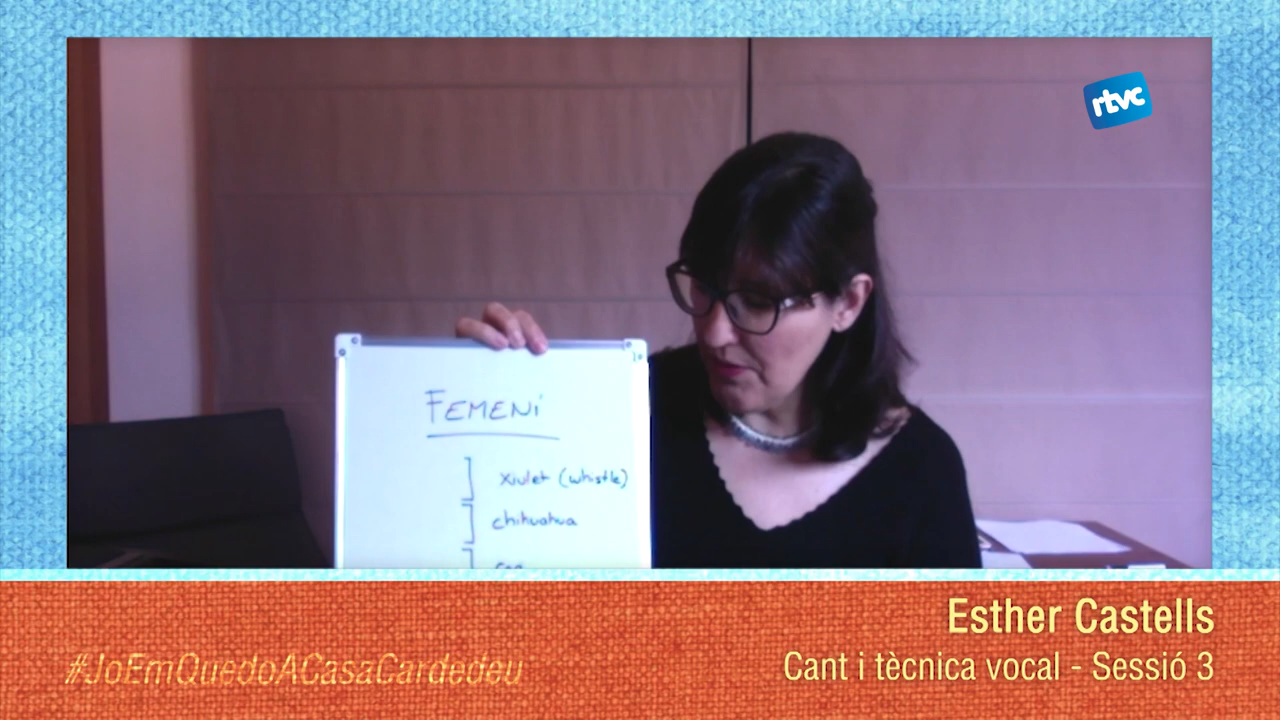 rtvc
FEMENÍ
xiulet (whistle)
chihuahua
Esther Castells
#JoEmQuedoACasaCardedeu
Cant i tècnica vocal - Sessió 3